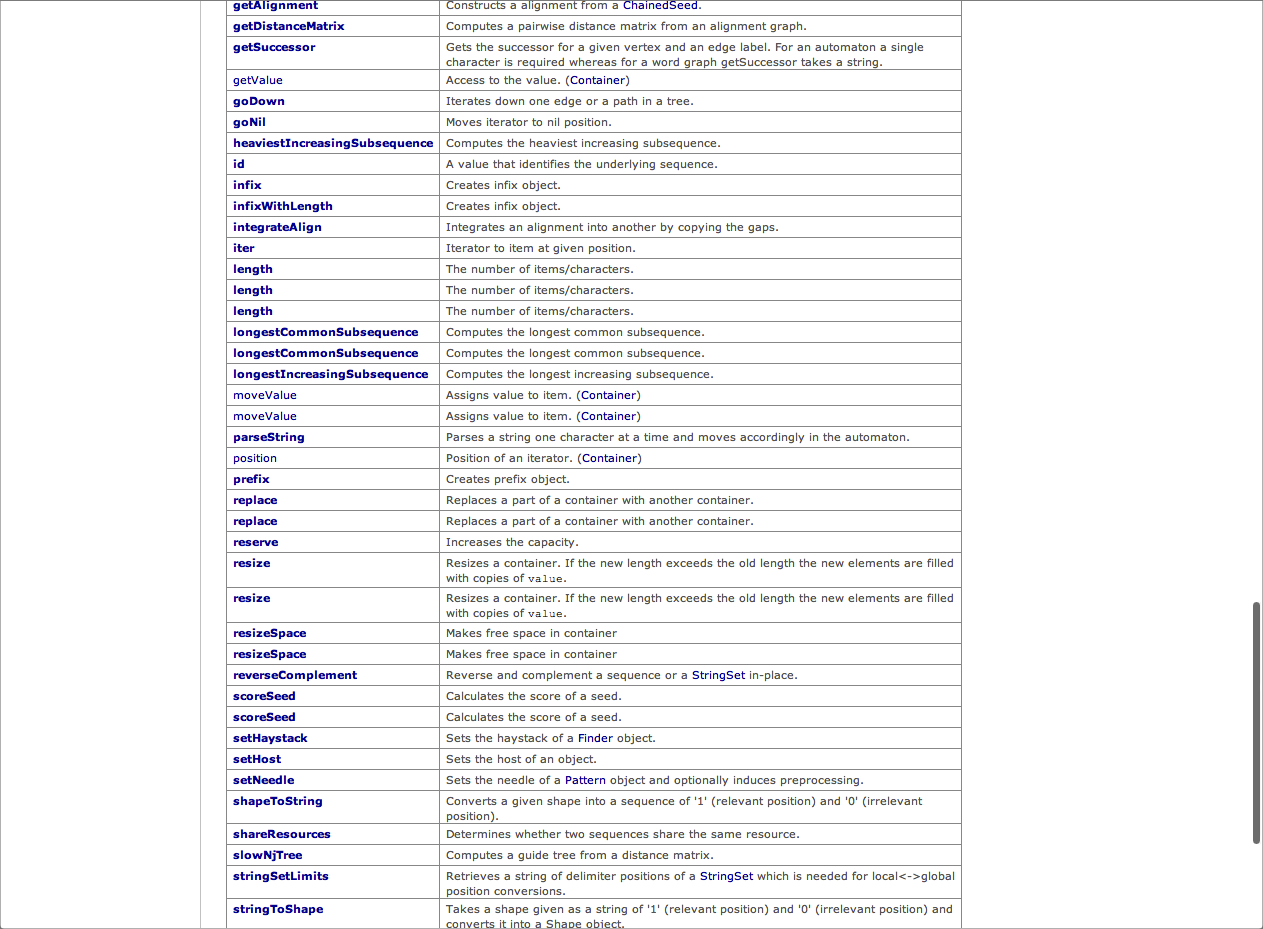 getAlignment Constructs a alignment from a ChainedSeed.
getDistanceMatrix Computes a pairwise distance matrix from an alignment graph.
getSuccessor Gets the successor for a given vertex and an edge label. For an automaton a single
character is required whereas for a word graph getSuccessor takes a string.
getValue Access to the value. (Container)
goDown Iterates down one edge or a path in a tree.
goNil Moves iterator to nil position.
heaviestIncreasingSubsequence Computes the heaviest increasing subsequence.
id A value that identifies the underlying sequence.
infix Creates infix object.
infixWithLength Creates infix object.
integrateAlign Integrates an alignment into another by copying the gaps.
iter Iterator to item at given position.
length The number of items/characters.
length The number of items/characters.
length The number of items/characters.
longestCommonSubsequence Computes the longest common subsequence.
longestCommonSubsequence Computes the longest common subsequence.
longestIncreasingSubsequence Computes the longest increasing subsequence.
moveValue Assigns value to item. (Container)
moveValue Assigns value to item. (Container)
parseString Parses a string one character at a time and moves accordingly in the automaton.
position Position of an iterator. (Container)
prefix Creates prefix object.
replace Replaces a part of a container with another container.
replace Replaces a part of a container with another container.
reserve Increases the capacity.
resize Resizes a container. If the new length exceeds the old length the new elements are filled
with copies of value.
resize Resizes a container. If the new length exceeds the old length the new elements are filled
with copies of value.
resizeSpace Makes free space in container
resizeSpace Makes free space in container
reverseComplement Reverse and complement a sequence or a StringSet in-place.
scoreSeed Calculates the score of a seed.
scoreSeed Calculates the score of a seed.
setHaystack Sets the haystack of a Finder object.
setHost Sets the host of an object.
setNeedle Sets the needle of a Pattern object and optionally induces preprocessing.
shapeToString Converts a given shape into a sequence of '1' (relevant position) and '0' (irrelevant
position).
shareResources Determines whether two sequences share the same resource.
slowNjTree Computes a guide tree from a distance matrix.
stringSetLimits Retrieves a string of delimiter positions of a StringSet which is needed for local<->global
position conversions.
stringToShape Takes a shape given as a string of '1' (relevant position) and '0' (irrelevant position) and
converts it into a Shape object.